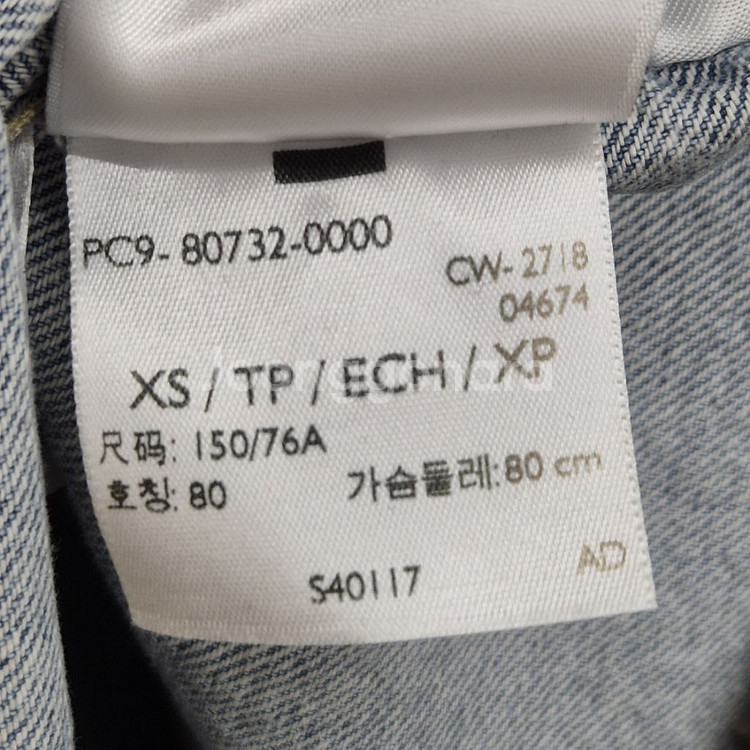 PC9-80732-0000
CW-2718
04674
XS / TP / ECH / XP
尺码: 150/76A
호칭: 80
가슴둘레: 80 cm
S40117
AD